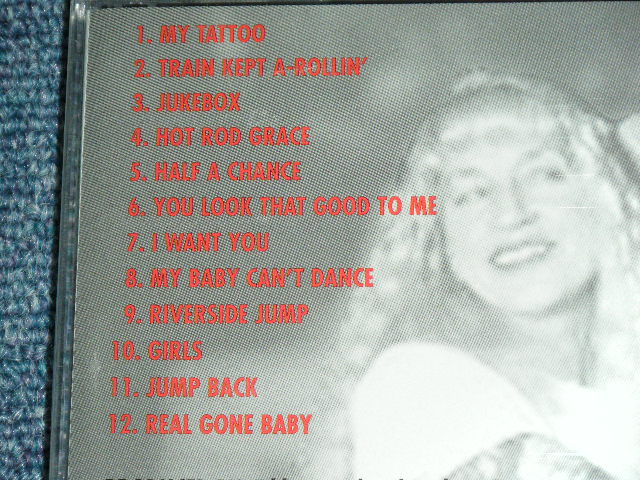 1. MY TATTOO
2. TRAIN KEPT A-ROLLIN'
3. JUKEBOX
4. HOT ROD GRACE
5. HALF A CHANCE
6. YOU LOOK THAT GOOD TO ME
7. I WANT YOU
8. MY BABY CAN'T DANCE
9. RIVERSIDE JUMP
10. GIRLS
11. JUMP BACK
12. REAL GONE BABY